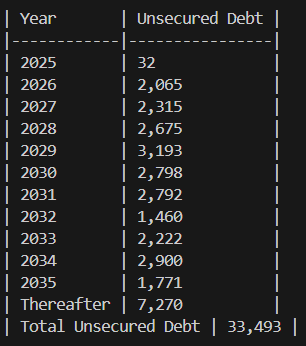 | Year | Unsecured Debt |
|------------|----------------|
| 2025 | 32 |
| 2026 | 2,065 |
| 2027 | 2,315 |
| 2028 | 2,675 |
| 2029 | 3,193 |
| 2030 | 2,798 |
| 2031 | 2,792 |
| 2032 | 1,460 |
| 2033 | 2,222 |
| 2034 | 2,900 |
| 2035 | 1,771 |
| Thereafter | 7,270 |
| Total Unsecured Debt | 33,493 |